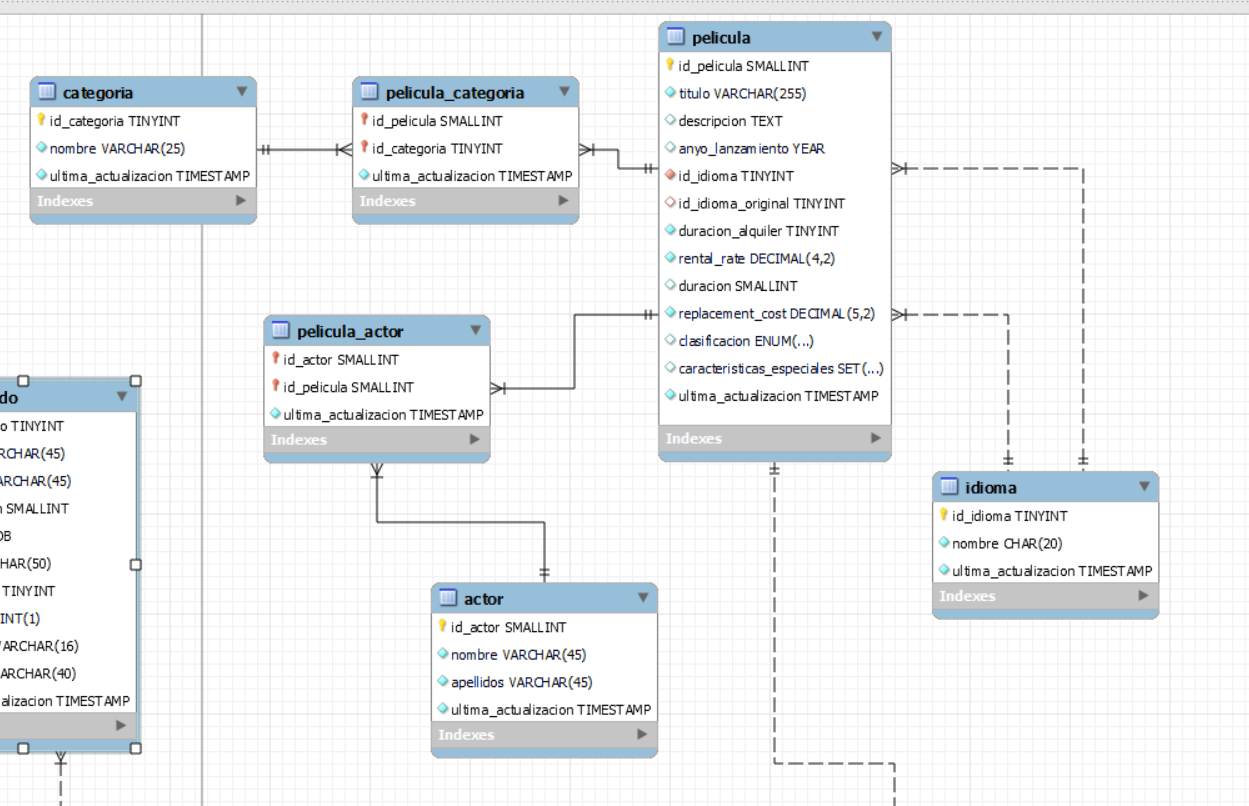 categoria
id_categoria TINYINT
nombre VARCHAR(25)
ultima_actualizacion TIMESTAMP
Indexes
pelicula_categoria
id_pelicula SMALLINT
id_categoria TINYINT
ultima_actualizacion TIMESTAMP
Indexes
pelicula
id_pelicula SMALLINT
titulo VARCHAR(255)
descripcion TEXT
anyo_lanzamiento YEAR
id_idioma TINYINT
id_idioma_original TINYINT
duracion_alquiler TINYINT
rental_rate DECIMAL(4,2)
duracion SMALLINT
replacement_cost DECIMAL(5,2)
clasificacion ENUM(...)
caracteristicas_especiales SET(...)
ultima_actualizacion TIMESTAMP
Indexes
pelicula_actor
id_actor SMALLINT
id_pelicula SMALLINT
ultima_actualizacion TIMESTAMP
Indexes
do
o TINYINT
RCHAR(45)
ARCHAR(45)
SMALLINT
OB
HAR(50)
TINYINT
INT(1)
VARCHAR(16)
ARCHAR(40)
alizacion TIMESTAMP
idioma
id_idioma TINYINT
nombre CHAR(20)
ultima_actualizacion TIMESTAMP
Indexes
actor
id_actor SMALLINT
nombre VARCHAR(45)
apellidos VARCHAR(45)
ultima_actualizacion TIMESTAMP
Indexes